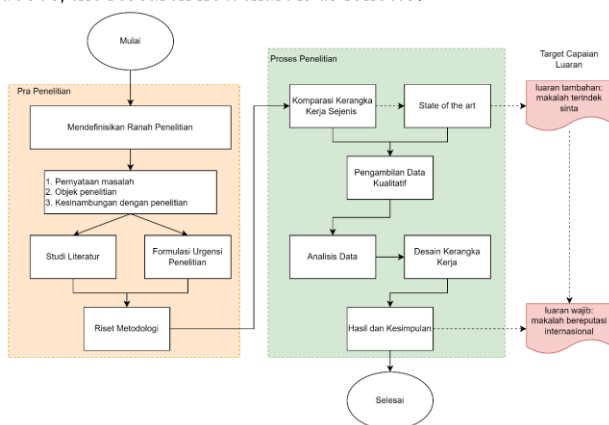 Mulai
Pra Penelitian
Mendefinisikan Ranah Penelitian
1. Pernyataan masalah
2. Objek penelitian
3. Kesinambungan dengan penelitian
Studi Literatur
Formulasi Urgensi
Penelitian
Riset Metodologi
Proses Penelitian
Komparasi Kerangka
Kerja Sejenis
State of the art
Pengambilan Data
Kualitatif
Analisis Data
Desain Kerangka
Kerja
Hasil dan Kesimpulan
Selesai
Target Capaian
Luaran
luaran tambahan:
makalah terindek
sinta
luaran wajib:
makalah bereputasi
internasional